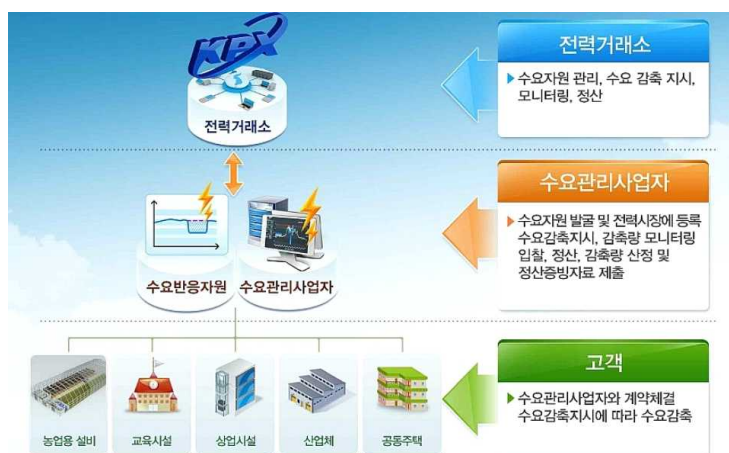 KPX
전력거래소
전력거래소
수요자원 관리, 수요 감축 지시,
모니터링, 정산
수요반응자원
수요관리사업자
수요관리사업자
수요자원 발굴 및 전력시장에 등록
수요감축지시, 감축량 모니터링
입찰, 정산, 감축량 산정 및
정산증빙자료 제출
농업용 설비
교육시설
상업시설
산업체
공동주택
고객
수요관리사업자와 계약체결
수요감축지시에 따라 수요감축